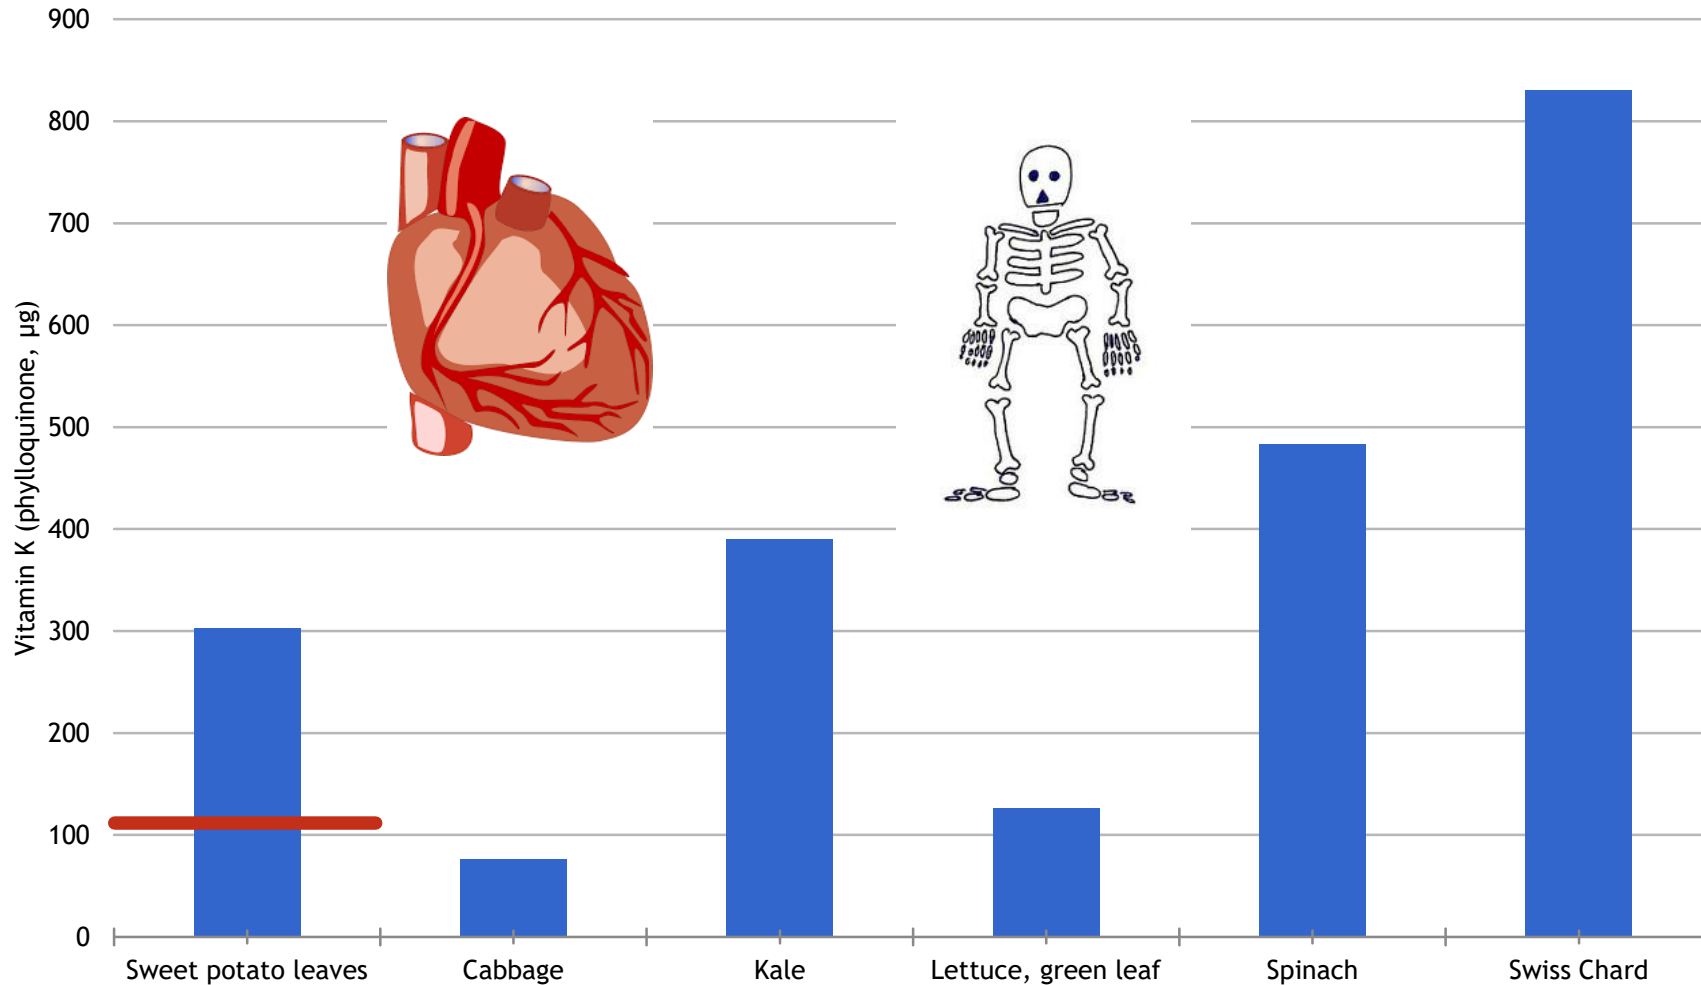 900
800
700
600
500
400
300
200
100
0
Vitamin K (phylloquinone, µg)
Sweet potato leaves
Cabbage
Kale
Lettuce, green leaf
Spinach
Swiss Chard